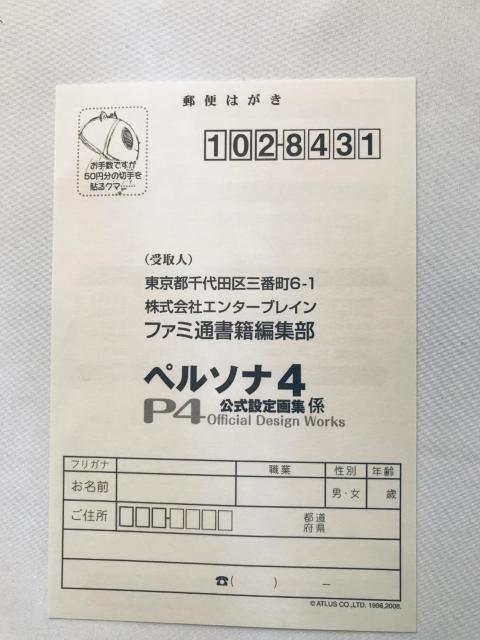 郵便はがき
お手数ですが
50円分の切手を
貼るクマ……
102-8431
(受取人)
東京都千代田区三番町6-1
株式会社エンターブレイン
ファミ通書籍編集部
ペルソナ4
P4 公式設定画集 係
Official Design Works
フリガナ 職業 性別 年齢
お名前 男・女 歳
ご住所 都道
府県
☎( ) –
© ATLUS CO.,LTD. 1996,2008.